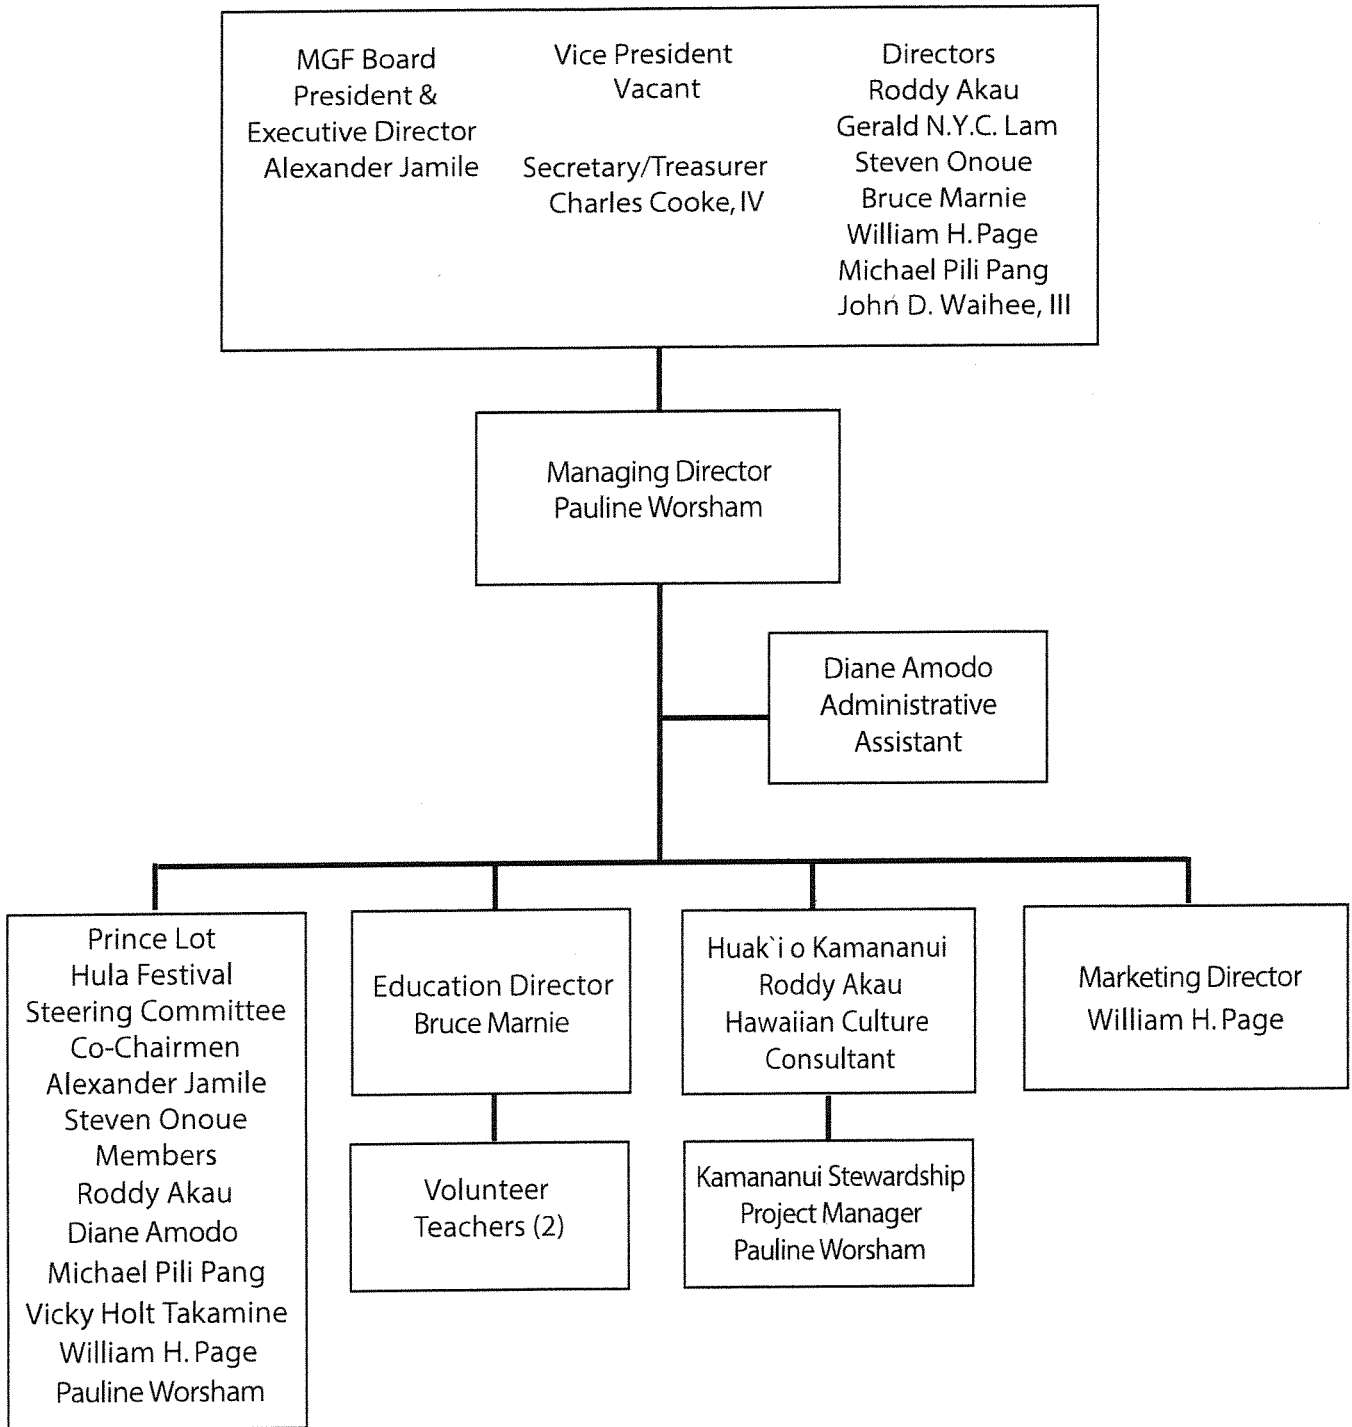 MGF Board
President &
Executive Director
Alexander Jamile
Vice President
Vacant
Secretary/Treasurer
Charles Cooke, IV
Directors
Roddy Akau
Gerald N.Y.C. Lam
Steven Onoue
Bruce Marnie
William H. Page
Michael Pili Pang
John D. Waihee, III
Managing Director
Pauline Worsham
Diane Amodo
Administrative
Assistant
Prince Lot
Hula Festival
Steering Committee
Co-Chairmen
Alexander Jamile
Steven Onoue
Members
Roddy Akau
Diane Amodo
Michael Pili Pang
Vicky Holt Takamine
William H. Page
Pauline Worsham
Education Director
Bruce Marnie
Volunteer
Teachers (2)
Huak`i o Kamananui
Roddy Akau
Hawaiian Culture
Consultant
Kamananui Stewardship
Project Manager
Pauline Worsham
Marketing Director
William H. Page